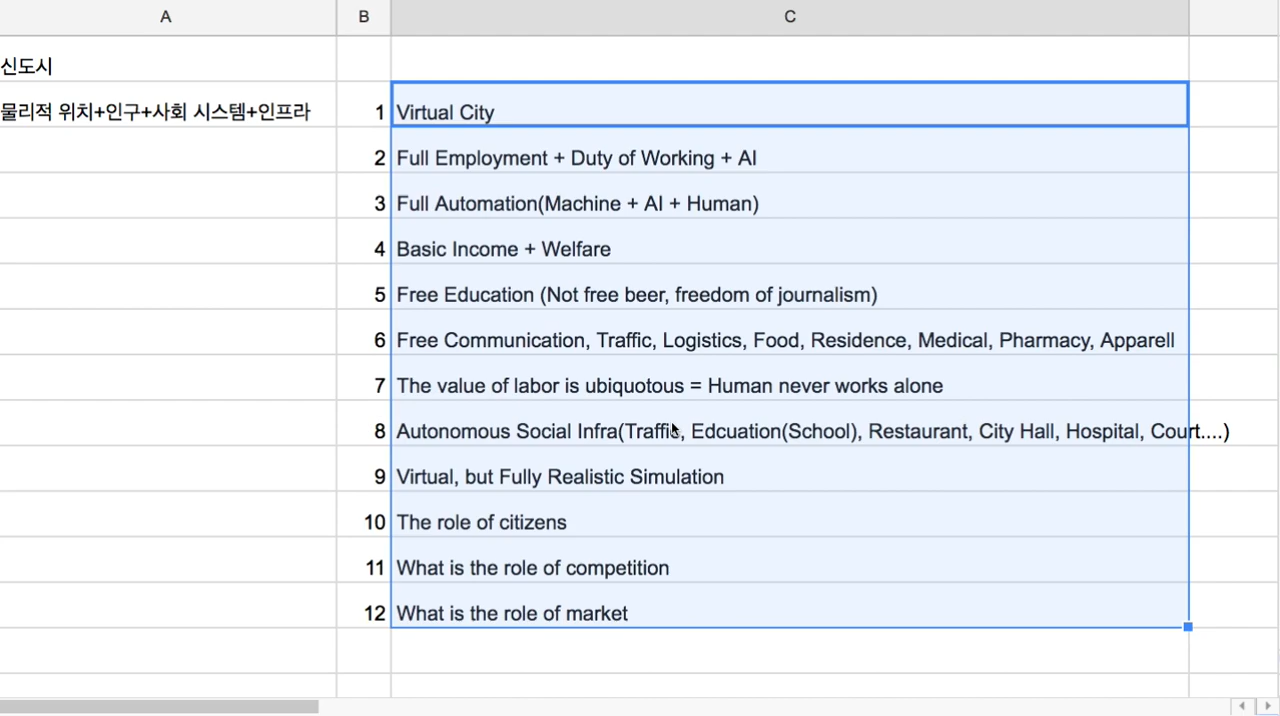 A B C
신도시
물리적 위치+인구+사회 시스템+인프라 1 Virtual City
2 Full Employment + Duty of Working + AI
3 Full Automation(Machine + AI + Human)
4 Basic Income + Welfare
5 Free Education (Not free beer, freedom of journalism)
6 Free Communication, Traffic, Logistics, Food, Residence, Medical, Pharmacy, Apparell
7 The value of labor is ubiquotous = Human never works alone
8 Autonomous Social Infra(Traffic, Edcuation(School), Restaurant, City Hall, Hospital, Court....)
9 Virtual, but Fully Realistic Simulation
10 The role of citizens
11 What is the role of competition
12 What is the role of market